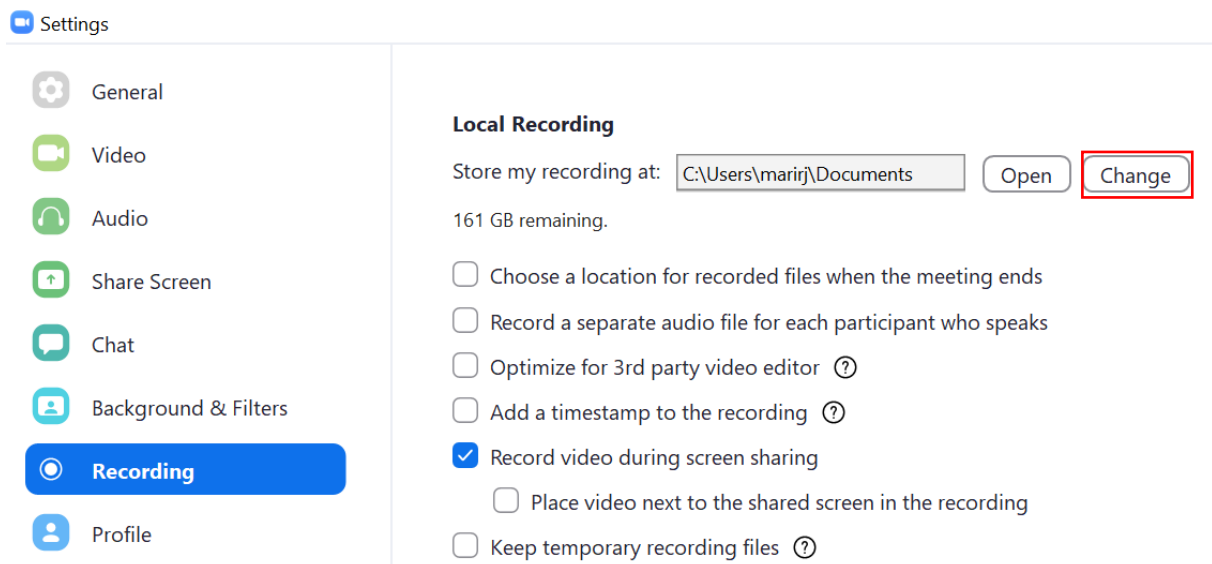 Settings
General
Video
Audio
Share Screen
Chat
Background & Filters
Recording
Profile
Local Recording
Store my recording at: C:\Users\marirj\Documents Open Change
161 GB remaining.
Choose a location for recorded files when the meeting ends
Record a separate audio file for each participant who speaks
Optimize for 3rd party video editor ?
Add a timestamp to the recording ?
Record video during screen sharing
Place video next to the shared screen in the recording
Keep temporary recording files ?